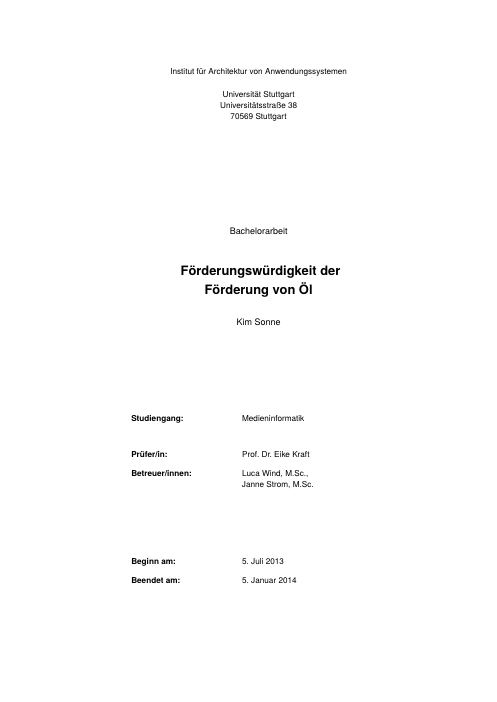 Institut für Architektur von Anwendungssystemen
Universität Stuttgart
Universitätsstraße 38
70569 Stuttgart
Bachelorarbeit
Förderungswürdigkeit der
Förderung von Öl
Kim Sonne
Studiengang: Medieninformatik
Prüfer/in: Prof. Dr. Eike Kraft
Betreuer/innen: Luca Wind, M.Sc.,
Janne Strom, M.Sc.
Beginn am: 5. Juli 2013
Beendet am: 5. Januar 2014